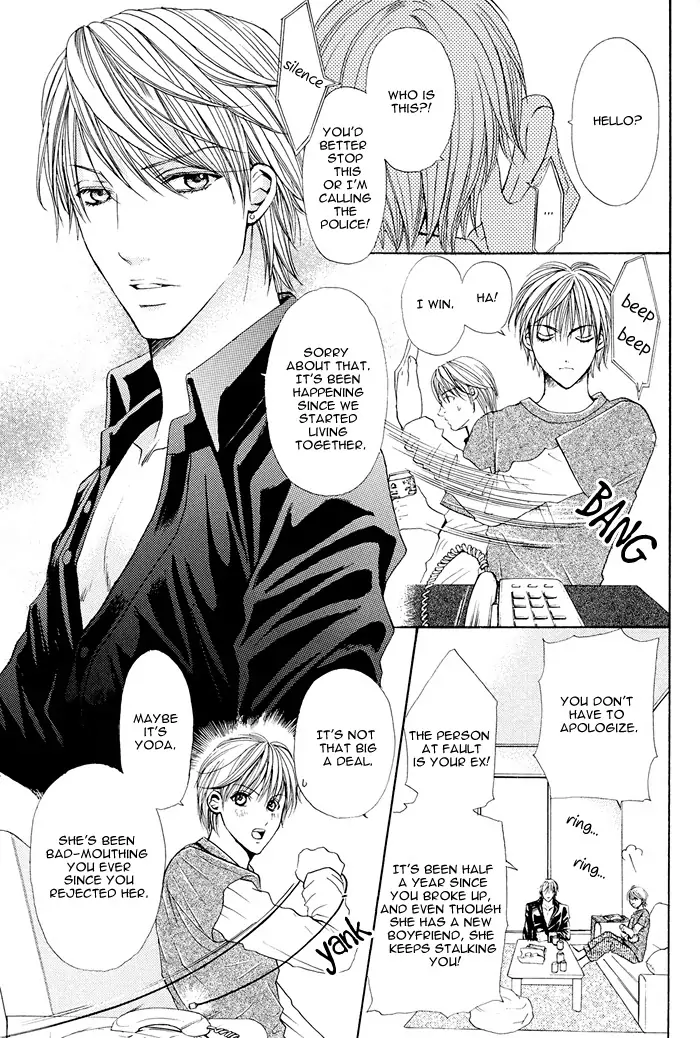 HELLO?
...
WHO IS
THIS?!
YOU'D
BETTER
STOP
THIS
OR I'M
CALLING
THE
POLICE!
silence
beep
beep
HA!
I WIN.
BANG
SORRY
ABOUT THAT.
IT'S BEEN
HAPPENING
SINCE WE
STARTED
LIVING
TOGETHER.
YOU DON'T
HAVE TO
APOLOGIZE.
THE PERSON
AT FAULT
IS YOUR EX!
ring...
ring...
IT'S BEEN HALF
A YEAR SINCE
YOU BROKE UP,
AND EVEN THOUGH
SHE HAS A NEW
BOYFRIEND, SHE
KEEPS STALKING
YOU!
IT'S NOT
THAT BIG
A DEAL.
MAYBE
IT'S
YODA.
SHE'S BEEN
BAD-MOUTHING
YOU EVER
SINCE YOU
REJECTED HER.
yank